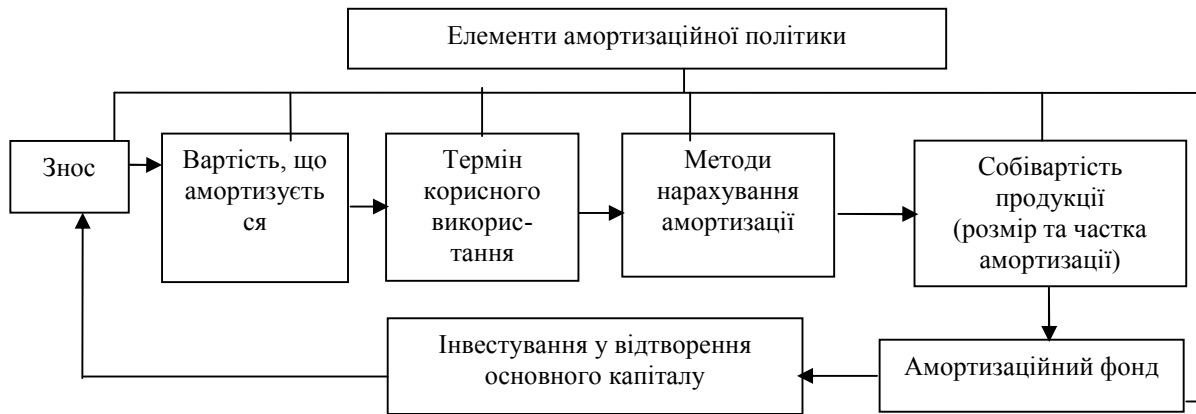 Елементи амортизаційної політики
Знос
Вартість, що
амортизуєть
ся
Термін
корисного
викорис-
тання
Методи
нарахування
амортизації
Собівартість
продукції
(розмір та частка
амортизації)
Інвестування у відтворення
основного капіталу
Амортизаційний фонд